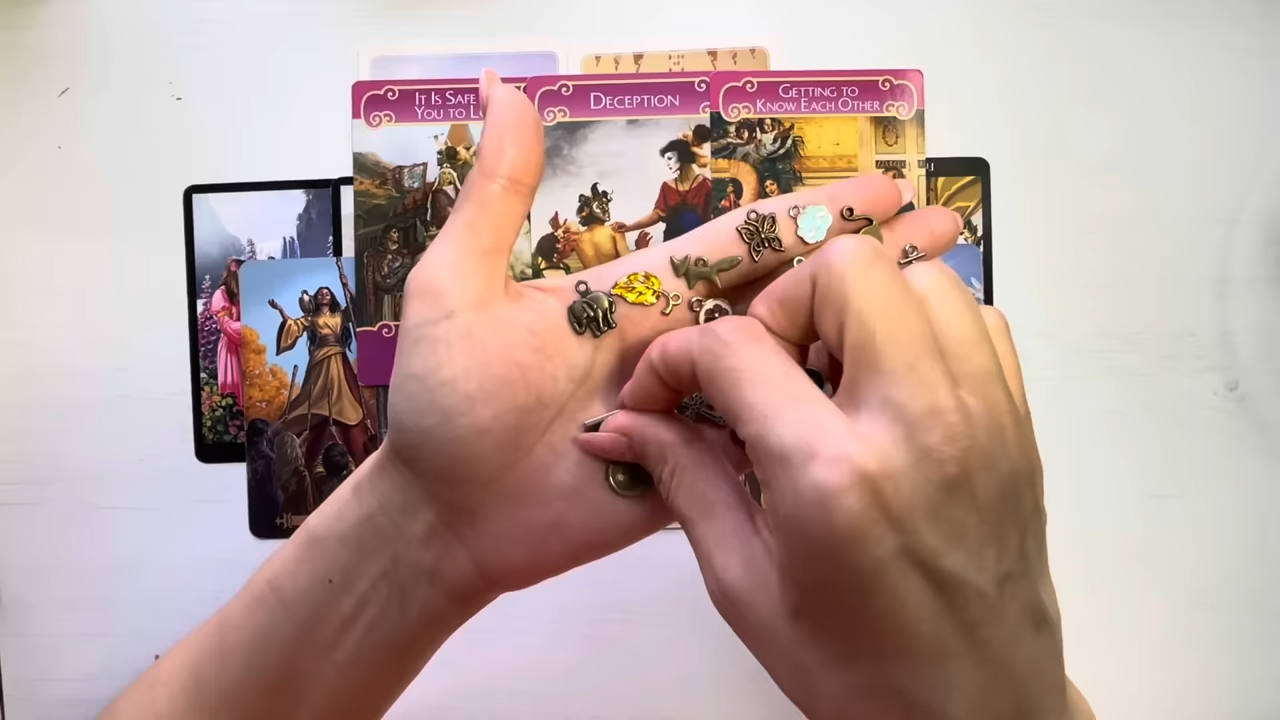 IT IS SAFE
YOU TO
DECEPTION
GETTING TO
KNOW EACH OTHER